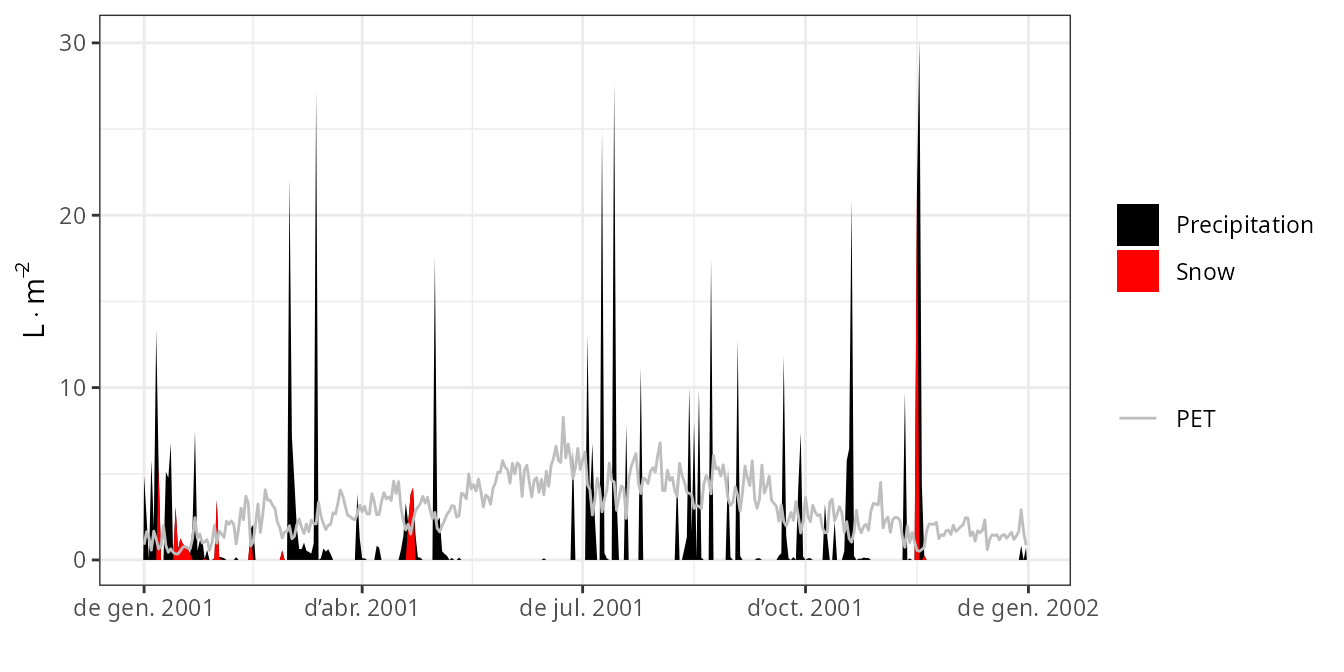 30
20
10
0
L · m⁻²
de gen. 2001
d’abr. 2001
de jul. 2001
d’oct. 2001
de gen. 2002
Precipitation
Snow
PET